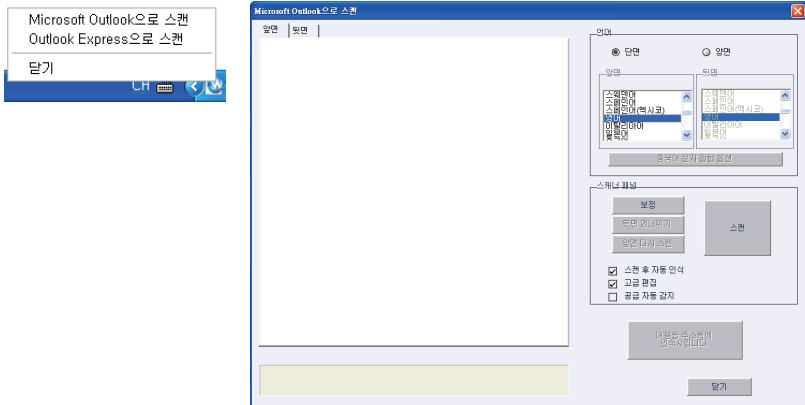 Microsoft Outlook으로 스캔
Outlook Express으로 스캔
닫기
CH
Microsoft Outlook으로 스캔
앞면
뒷면
언어
단면
양면
앞면
뒷면
스웨덴어
스페인어
스페인어(멕시코)
영어
이탈리아어
일본어
스웨덴어
스페인어
스페인어(멕시코)
영어
이탈리아어
일본어
중국어 문자 집합 옵션
스캐너 패널
보정
뒷면 건너뛰기
앞면 다시 스캔
스캔
스캔 후 자동 인식
고급 편집
공급 자동 감지
내용을 주소록에
인식시킵니다.
닫기